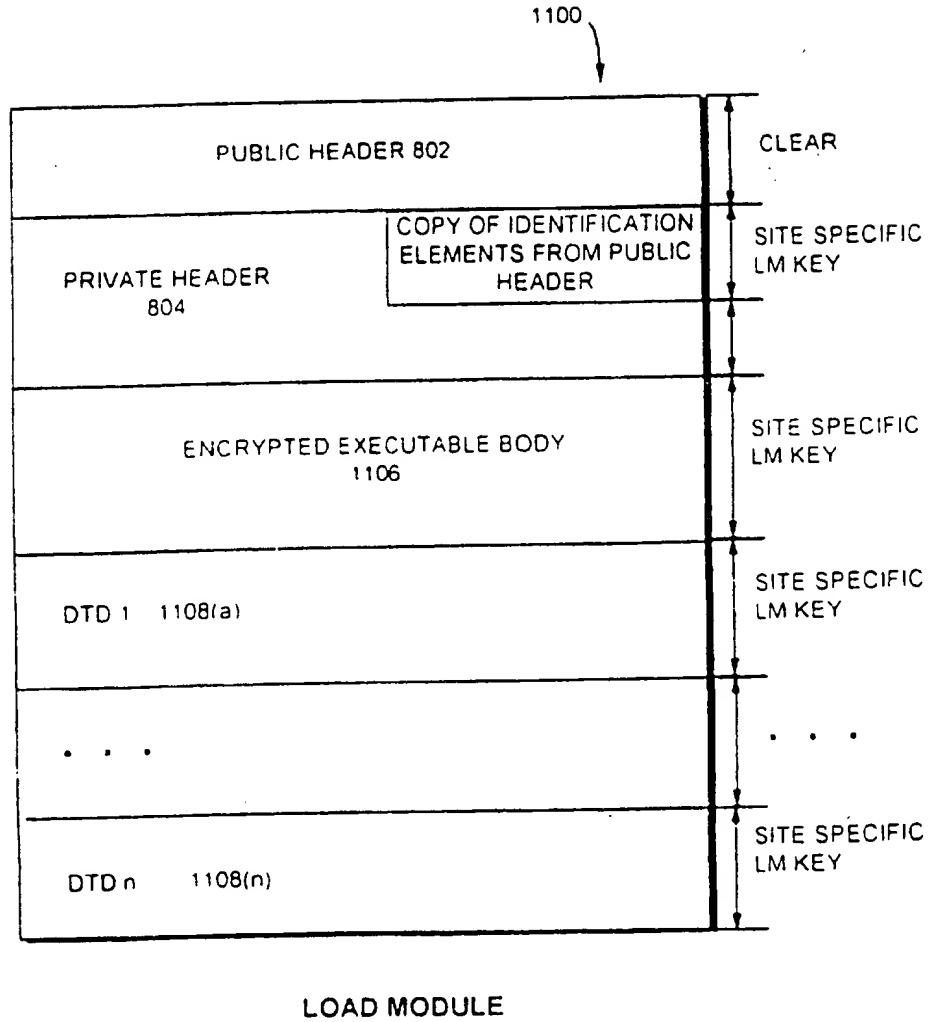 1100
PUBLIC HEADER 802
CLEAR
COPY OF IDENTIFICATION
ELEMENTS FROM PUBLIC
HEADER
SITE SPECIFIC
LM KEY
PRIVATE HEADER
804
ENCRYPTED EXECUTABLE BODY
1106
SITE SPECIFIC
LM KEY
DTD 1 1108(a)
SITE SPECIFIC
LM KEY
. . .
. . .
DTD n 1108(n)
SITE SPECIFIC
LM KEY
LOAD MODULE